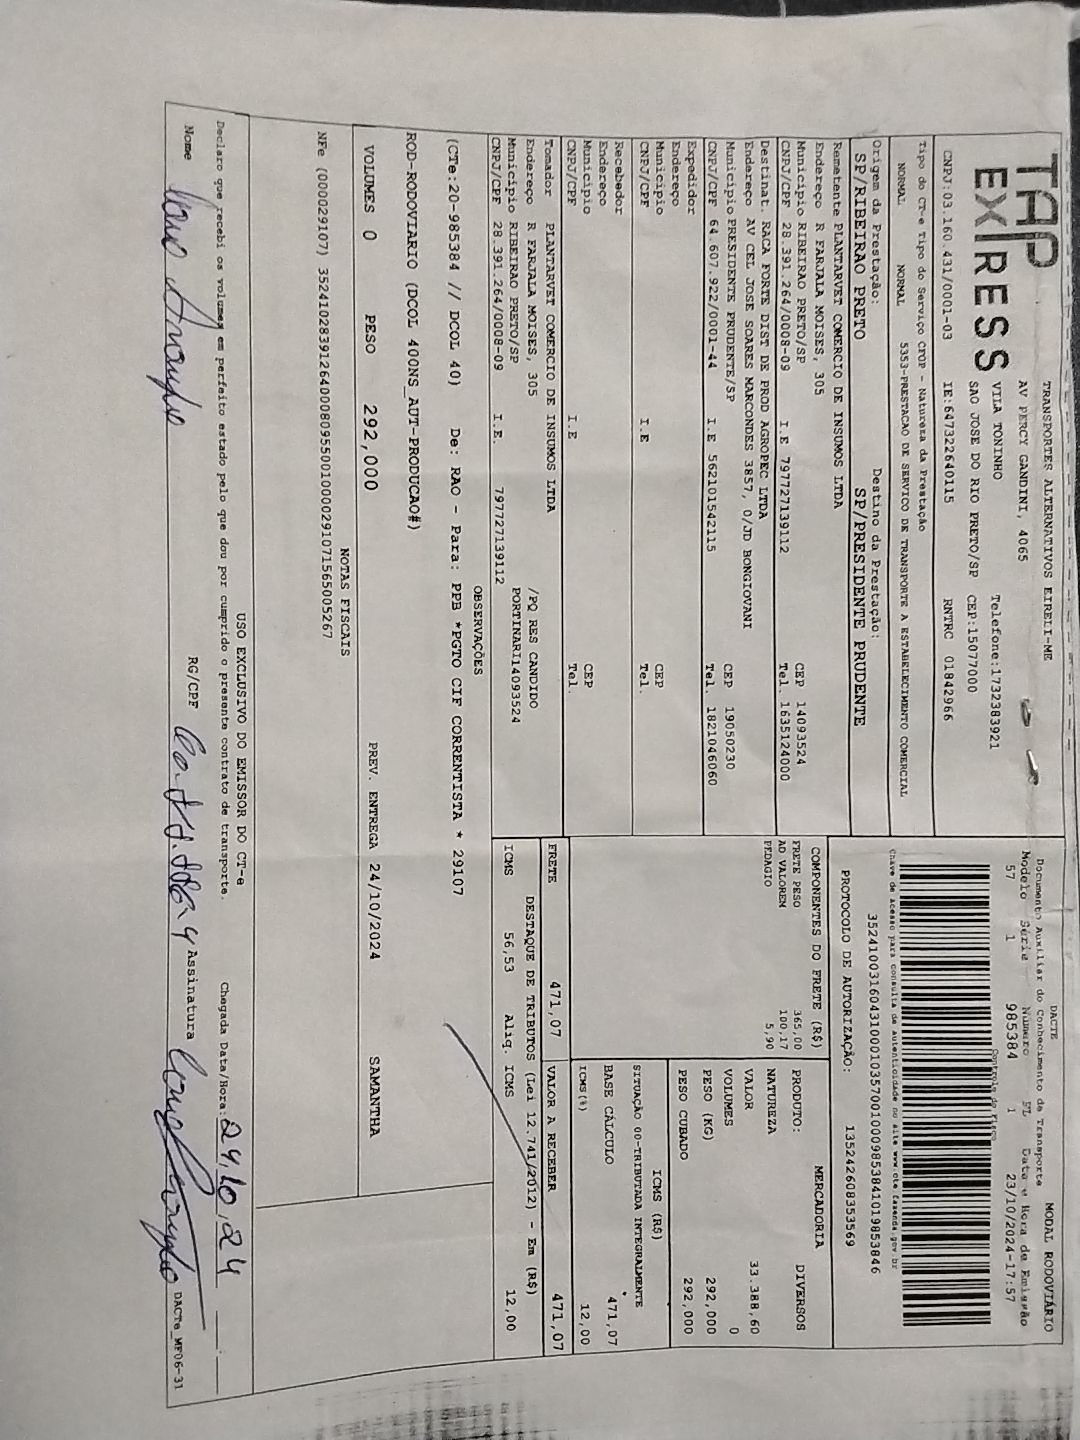 TAP
EXPRESS
TRANSPORTES ALTERNATIVOS EIRELI-ME
AV PERCY GANDINI, 4065
VILA TONINHO Telefone:1732383921
SAO JOSE DO RIO PRETO/SP CEP:15077000
CNPJ:03.160.431/0001-03 IE:647322640115 RNTRC 01842966
Tipo do CT-e Tipo do Serviço CFOP - Natureza da Prestação
NORMAL NORMAL 5353-PRESTACAO DE SERVICO DE TRANSPORTE A ESTABELECIMENTO COMERCIAL
Origem da Prestação: Destino da Prestação:
SP/RIBEIRAO PRETO SP/PRESIDENTE PRUDENTE
Remetente PLANTARVET COMERCIO DE INSUMOS LTDA
Endereço R FARJALA MOISES, 305
Município RIBEIRAO PRETO/SP CEP 14093524
CNPJ/CPF 28.391.264/0008-09 I.E 797727139112 Tel. 1635124000
Destinat. RACA FORTE DIST DE PROD AGROPEC LTDA
Endereço AV CEL JOSE SOARES MARCONDES 3857, 0/JD BONGIOVANI
Município PRESIDENTE PRUDENTE/SP CEP 19050230
CNPJ/CPF 64.607.922/0001-44 I.E 562101542115 Tel. 1821046060
Expedidor
Endereço
Município CEP
CNPJ/CPF I.E Tel.
Recebedor
Endereço
Município CEP
CNPJ/CPF I.E Tel.
Tomador PLANTARVET COMERCIO DE INSUMOS LTDA
Endereço R FARJALA MOISES, 305 /PQ RES CANDIDO
Município RIBEIRAO PRETO/SP PORTINARI14093524
CNPJ/CPF 28.391.264/0008-09 I.E. 797727139112
DACTE MODAL RODOVIÁRIO
Documento Auxiliar do Conhecimento de Transporte
Modelo Série Número FL Data e Hora de Emissão
57 1 985384 1 23/10/2024-17:57
Controle do Fisco
Chave de acesso para consulta de autenticidade no site www.cte.fazenda.gov.br
35241003160431000103570010009853841019853846
PROTOCOLO DE AUTORIZAÇÃO: 135242608353569
COMPONENTES DO FRETE (R$)
FRETE PESO 365,00
AD VALOREM 100,17
PEDAGIO 5,90
MERCADORIA
PRODUTO: DIVERSOS
NATUREZA
VALOR 33.388,60
VOLUMES 0
PESO (KG) 292,000
PESO CUBADO 292,000
ICMS (R$)
SITUAÇÃO 00-TRIBUTADA INTEGRALMENTE
BASE CÁLCULO 471,07
ICMS(%) 12,00
FRETE 471,07 VALOR A RECEBER 471,07
DESTAQUE DE TRIBUTOS (Lei 12.741/2012) - Em (R$)
ICMS 56,53 Aliq. ICMS 12,00
OBSERVAÇÕES
(CTe:20-985384 // DCOL 40) De: RAO - Para: PPB *PGTO CIF CORRENTISTA * 29107
ROD-RODOVIARIO (DCOL 400NS_AUT-PRODUCAO#)
VOLUMES 0 PESO 292,000 PREV. ENTREGA 24/10/2024 SAMANTHA
NOTAS FISCAIS
NFe (000029107) 35241028391264000809550010000291071565005267
USO EXCLUSIVO DO EMISSOR DO CT-e
Declaro que recebi os volumes em perfeito estado pelo que dou por cumprido o presente contrato de transporte. Chegada Data/Hora: 24,10,24
Nome RG/CPF Assinatura DACTe_MF06-31